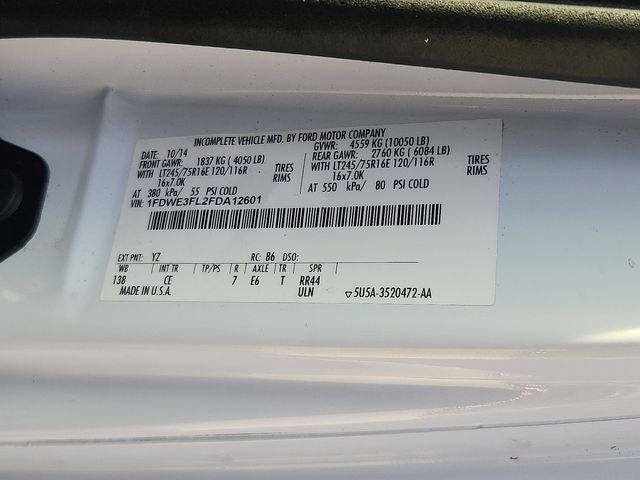 INCOMPLETE VEHICLE MFD. BY FORD MOTOR COMPANY
DATE: 10/14 GVWR: 4559 KG (10050 LB)
FRONT GAWR: 1837 KG ( 4050 LB) REAR GAWR: 2760 KG ( 6084 LB)
WITH LT245/75R16E 120/116R TIRES WITH LT245/75R16E 120/116R TIRES
16x7.0K RIMS 16x7.0K RIMS
AT 380 kPa/ 55 PSI COLD AT 550 kPa/ 80 PSI COLD
VIN: 1FDWE3FL2FDA12601
EXT PNT: YZ RC: 86 DSO:
WB INT TR TP/PS R AXLE TR SPR
138 CE 7 E6 T RR44
MADE IN U.S.A. ULN ▽5U5A-3520472-AA